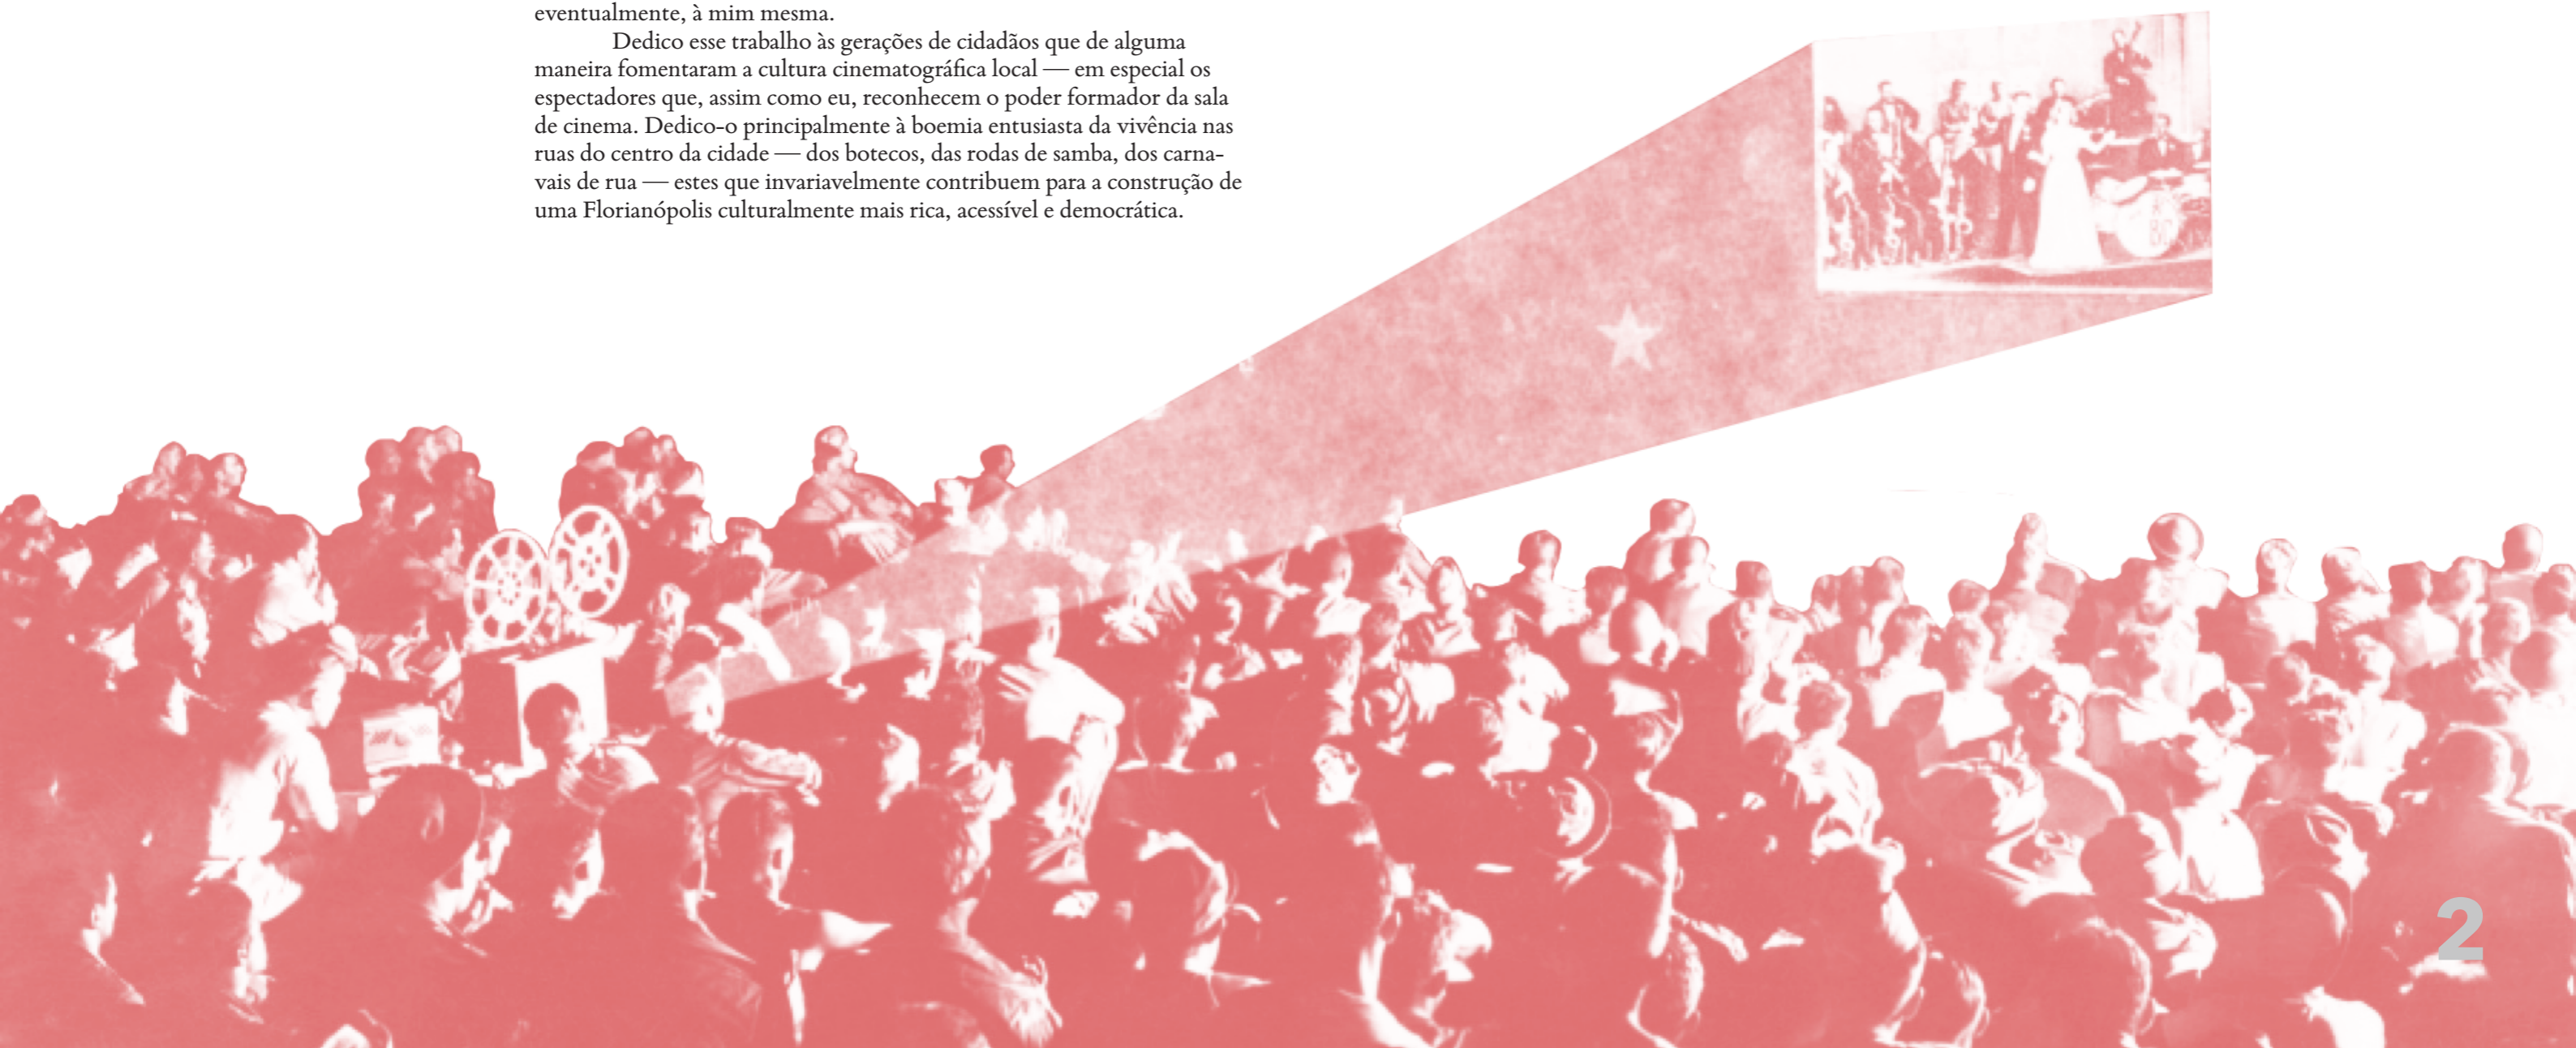 eventualmente, à mim mesma.
Dedico esse trabalho às gerações de cidadãos que de alguma
maneira fomentaram a cultura cinematográfica local — em especial os
espectadores que, assim como eu, reconhecem o poder formador da sala
de cinema. Dedico-o principalmente à boemia entusiasta da vivência nas
ruas do centro da cidade — dos botecos, das rodas de samba, dos carna-
vais de rua — estes que invariavelmente contribuem para a construção de
uma Florianópolis culturalmente mais rica, acessível e democrática.
2